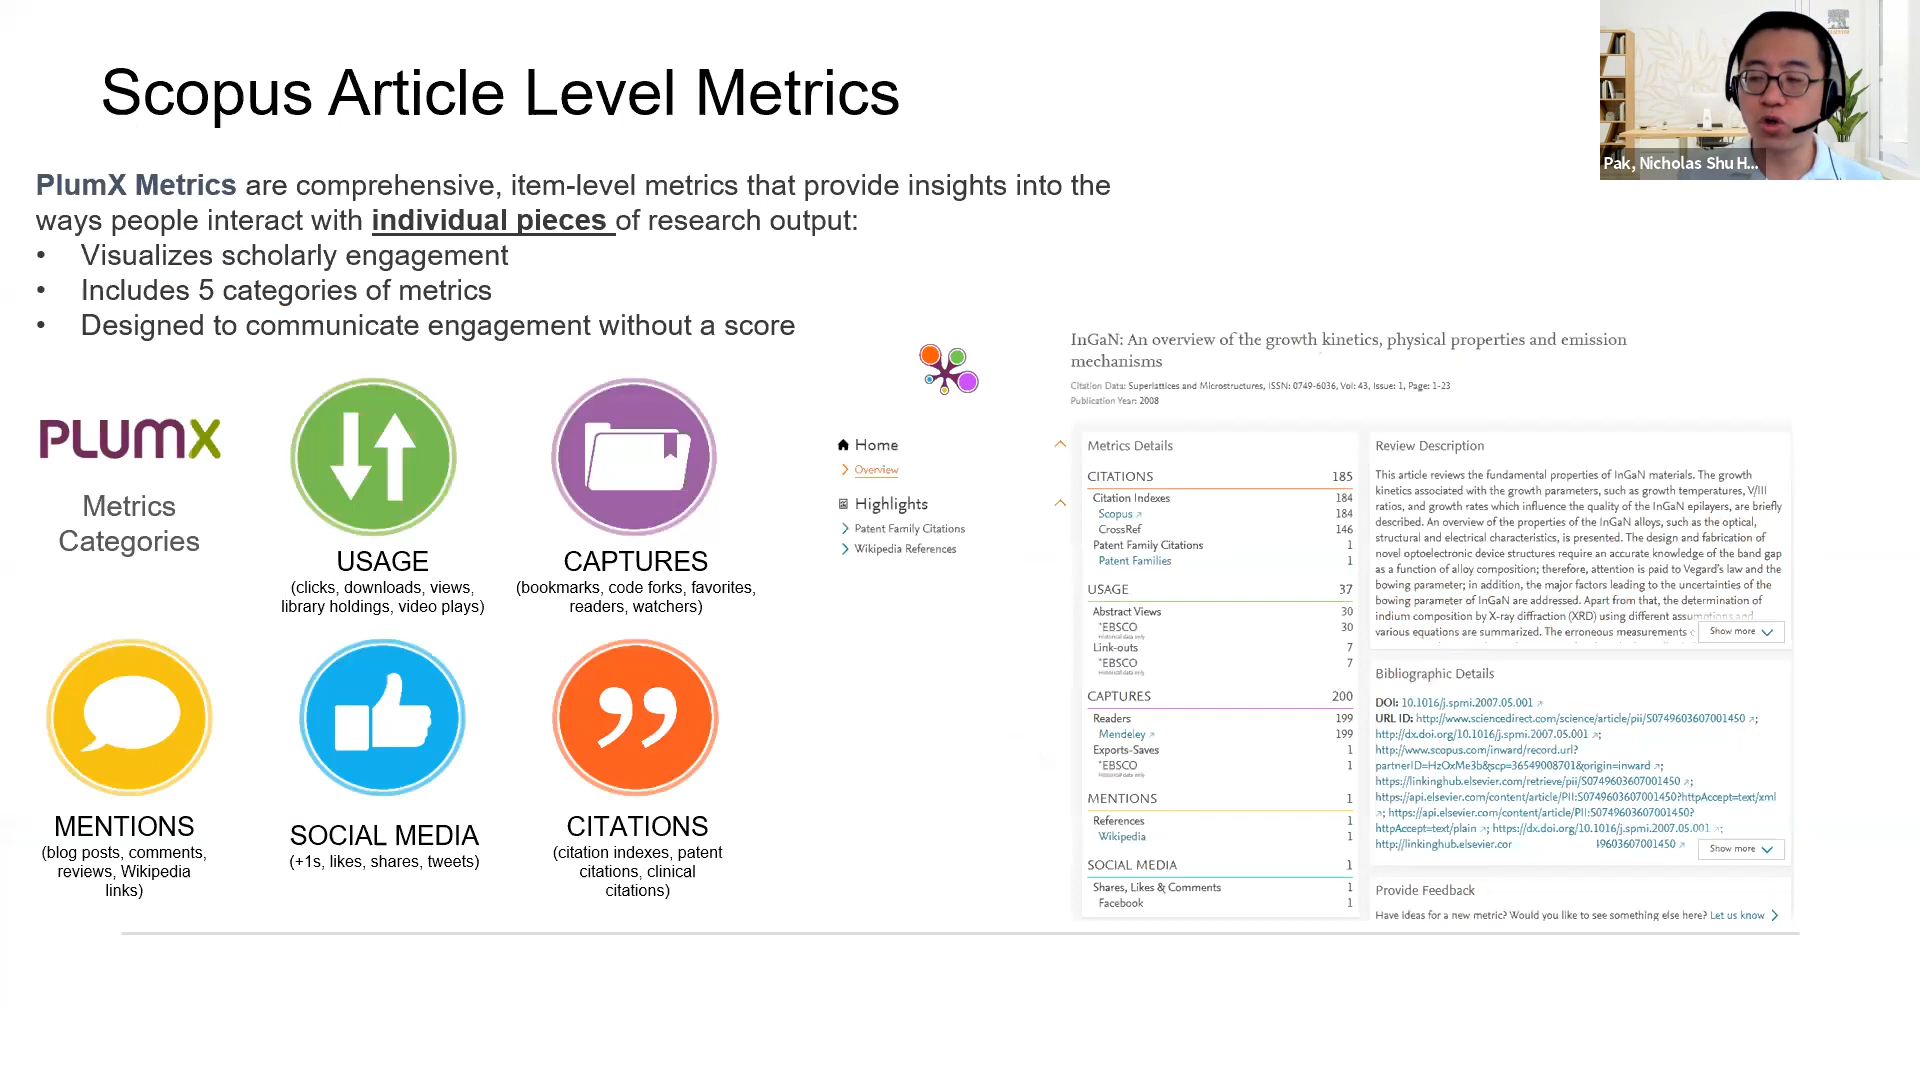 Scopus Article Level Metrics
Pak, Nicholas Shu H...
PlumX Metrics are comprehensive, item-level metrics that provide insights into the
ways people interact with individual pieces of research output:
• Visualizes scholarly engagement
• Includes 5 categories of metrics
• Designed to communicate engagement without a score
PLUMX
Metrics
Categories
USAGE
(clicks, downloads, views,
library holdings, video plays)
CAPTURES
(bookmarks, code forks, favorites,
readers, watchers)
MENTIONS
(blog posts, comments,
reviews, Wikipedia
links)
SOCIAL MEDIA
(+1s, likes, shares, tweets)
CITATIONS
(citation indexes, patent
citations, clinical
citations)
Home
Overview
Highlights
Patent Family Citations
Wikipedia References
InGaN: An overview of the growth kinetics, physical properties and emission
mechanisms
Citation Data: Superlattices and Microstructures, ISSN: 0749-6036, Vol: 43, Issue: 1, Page: 1-23
Publication Year: 2008
Metrics Details
CITATIONS 185
Citation Indexes 184
Scopus 184
CrossRef 146
Patent Family Citations 1
Patent Families 1
USAGE 37
Abstract Views 30
*EBSCO 30
Historical data only
Link-outs 7
*EBSCO 7
Historical data only
CAPTURES 200
Readers 199
Mendeley 199
Exports-Saves 1
*EBSCO 1
Historical data only
MENTIONS 1
References 1
Wikipedia 1
SOCIAL MEDIA 1
Shares, Likes & Comments 1
Facebook 1
Review Description
This article reviews the fundamental properties of InGaN materials. The growth
kinetics associated with the growth parameters, such as growth temperatures, V/III
ratios, and growth rates which influence the quality of the InGaN epilayers, are briefly
described. An overview of the properties of the InGaN alloys, such as the optical,
structural and electrical characteristics, is presented. The design and fabrication of
novel optoelectronic device structures require an accurate knowledge of the band gap
as a function of alloy composition; therefore, attention is paid to Vegard's law and the
bowing parameter; in addition, the major factors leading to the uncertainties of the
bowing parameter of InGaN are addressed. Apart from that, the determination of
indium composition by X-ray diffraction (XRD) using different assumptions and
various equations are summarized. The erroneous measurements
Show more
Bibliographic Details
DOI: 10.1016/j.spmi.2007.05.001
URL ID: http://www.sciencedirect.com/science/article/pii/S0749603607001450 ;
http://dx.doi.org/10.1016/j.spmi.2007.05.001 ;
http://www.scopus.com/inward/record.url?
partnerID=HzOxMe3b&scp=36549008701&origin=inward ;
https://linkinghub.elsevier.com/retrieve/pii/S0749603607001450 ;
https://api.elsevier.com/content/article/PII:S0749603607001450?httpAccept=text/xml
; https://api.elsevier.com/content/article/PII:S0749603607001450?
httpAccept=text/plain ; https://dx.doi.org/10.1016/j.spmi.2007.05.001 ;
http://linkinghub.elsevier.cor 49603607001450
Show more
Provide Feedback
Have ideas for a new metric? Would you like to see something else here? Let us know